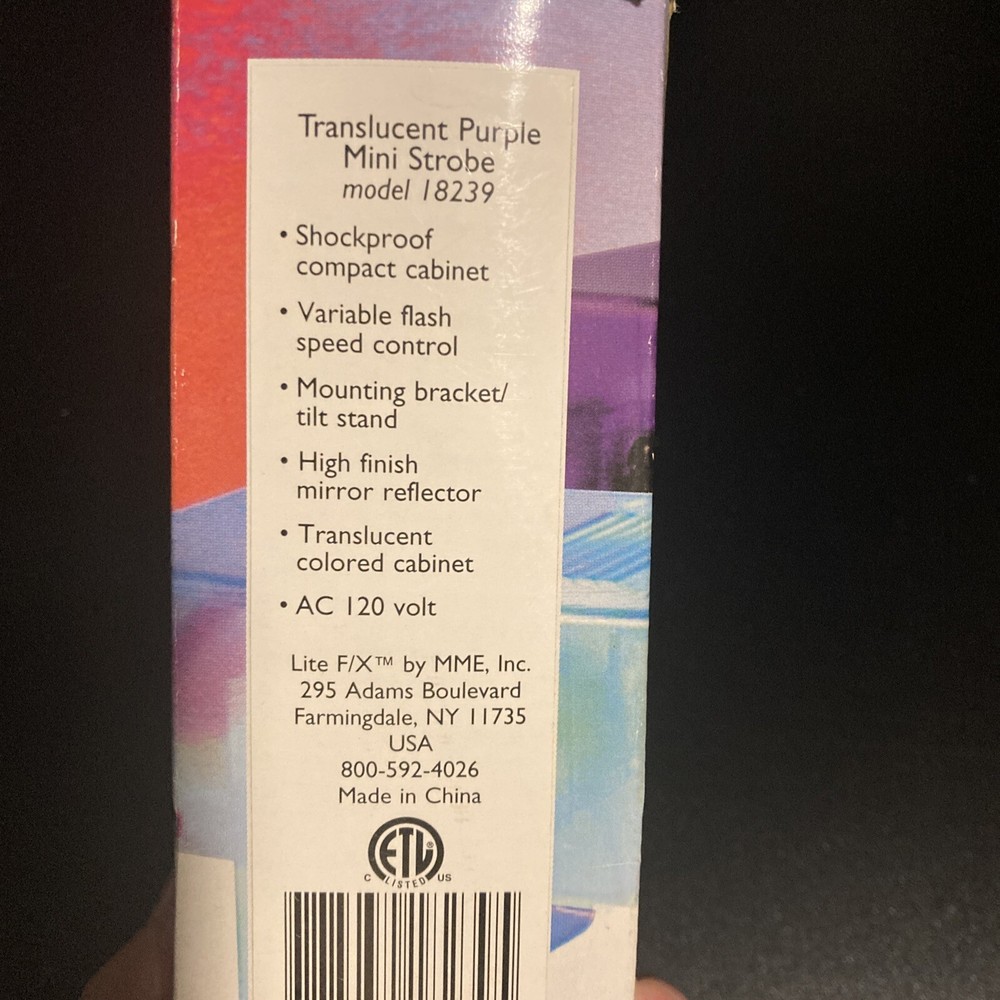 Translucent Purple
Mini Strobe
model 18239
• Shockproof
compact cabinet
• Variable flash
speed control
• Mounting bracket/
tilt stand
• High finish
mirror reflector
• Translucent
colored cabinet
• AC 120 volt
Lite F/X™ by MME, Inc.
295 Adams Boulevard
Farmingdale, NY 11735
USA
800-592-4026
Made in China
ETL®
C LISTED US